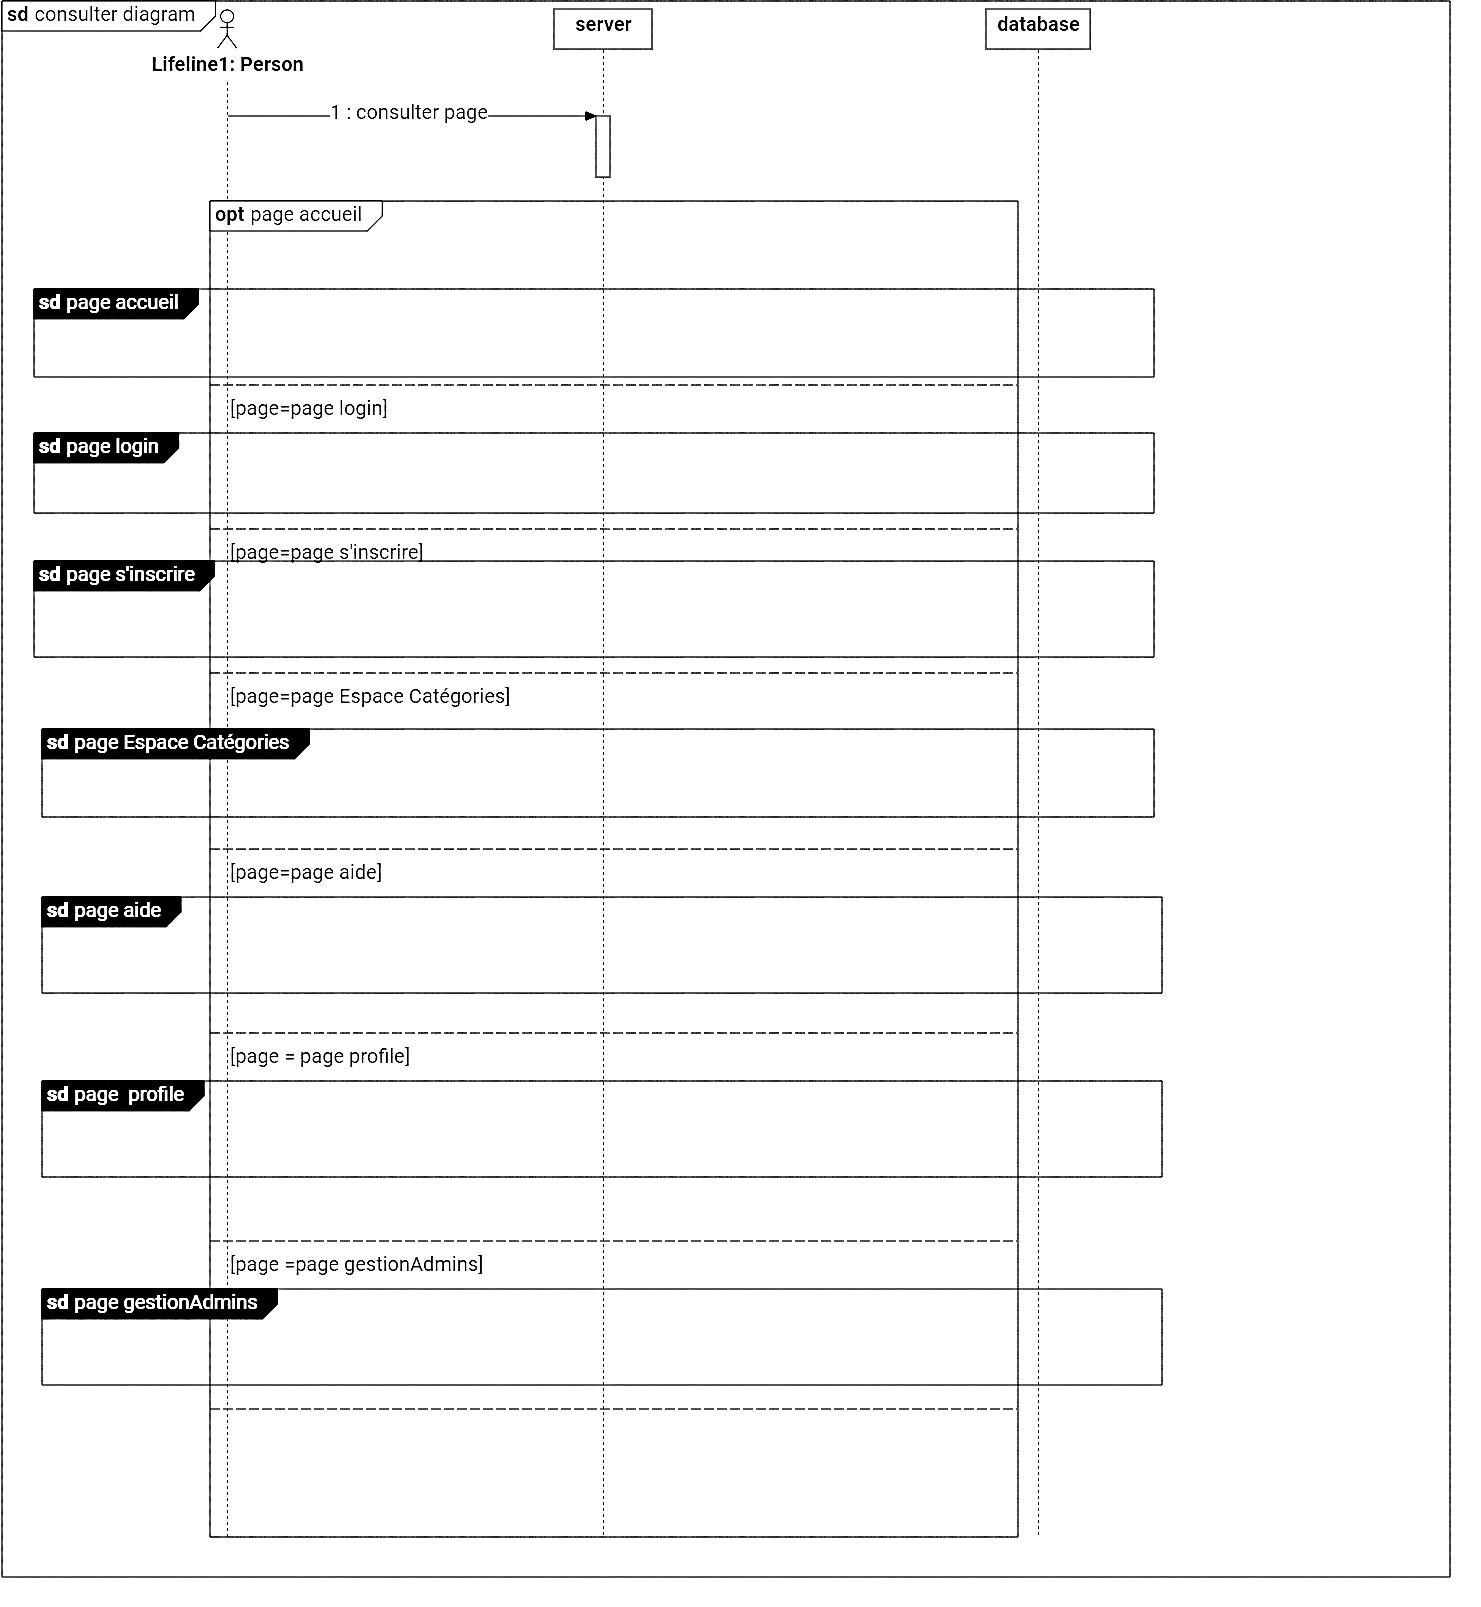 sd consulter diagram
server
database
Lifeline1: Person
1 : consulter page
opt page accueil
sd page accueil
[page=page login]
sd page login
[page=page s'inscrire]
sd page s'inscrire
[page=page Espace Catégories]
sd page Espace Catégories
[page=page aide]
sd page aide
[page = page profile]
sd page  profile
[page =page gestionAdmins]
sd page gestionAdmins